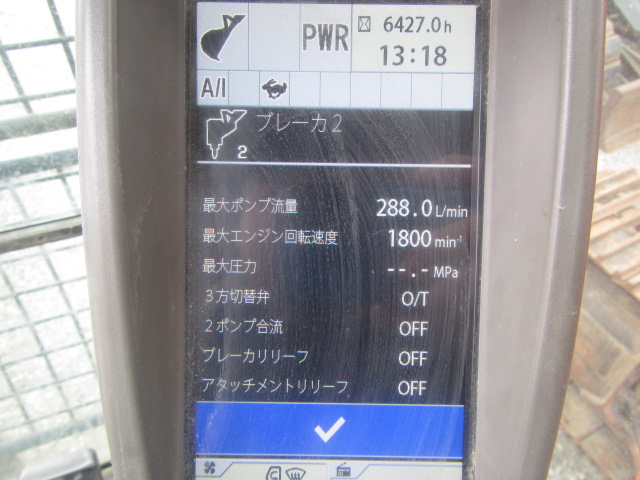 PWR
6427.0h
13:18
A/I
ブレーカ2
2
最大ポンプ流量 288.0 L/min
最大エンジン回転速度 1800 min⁻¹
最大圧力 --.- MPa
3方切替弁 O/T
2ポンプ合流 OFF
ブレーカリリーフ OFF
アタッチメントリリーフ OFF